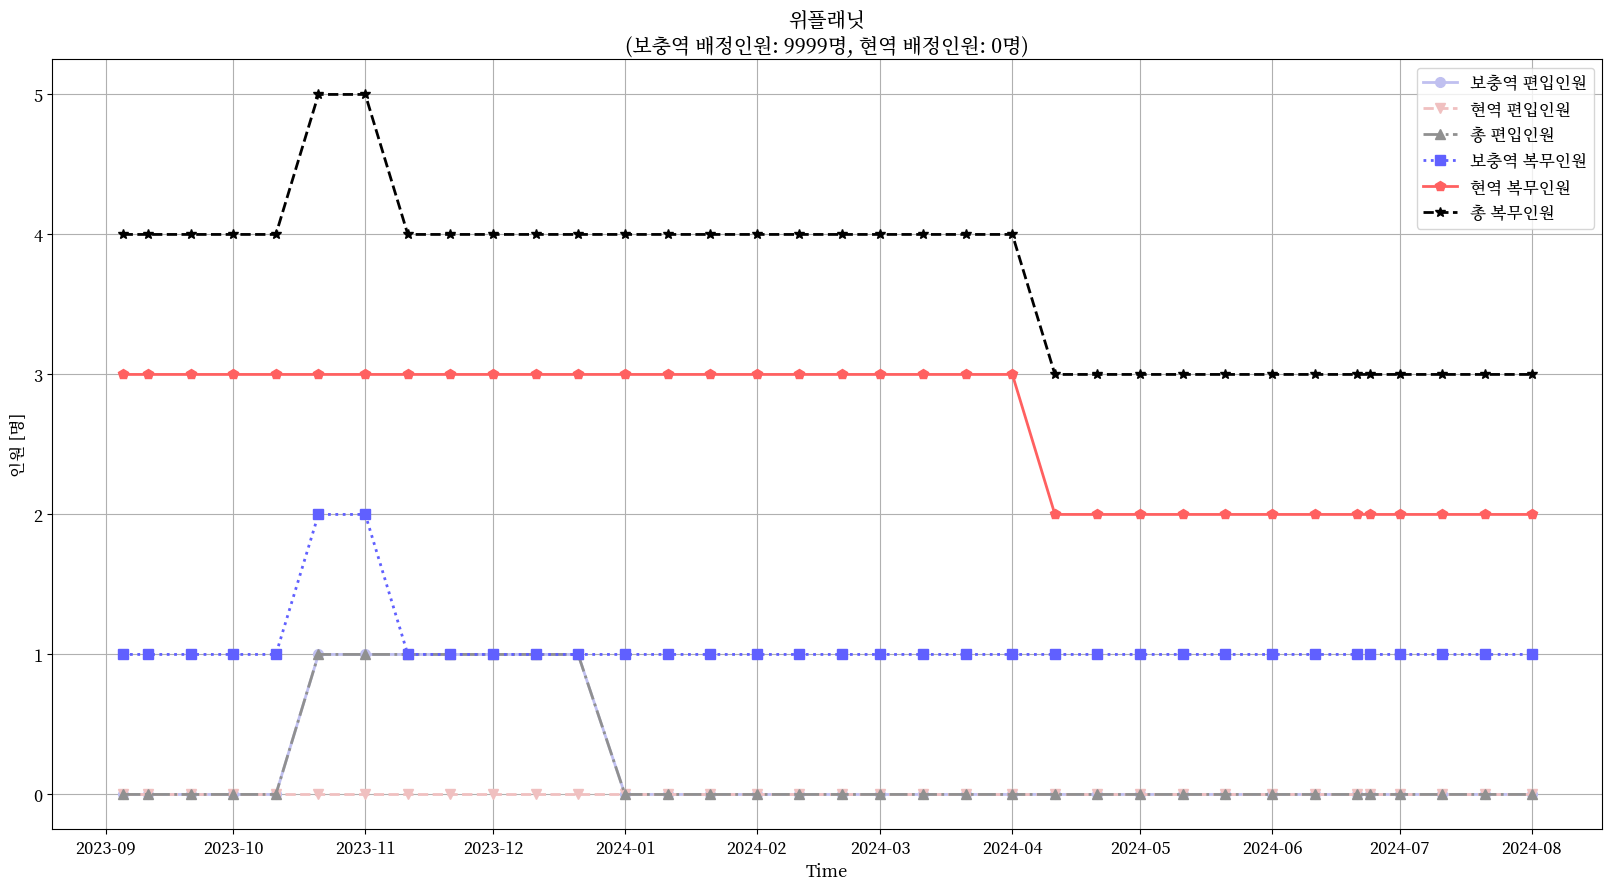 위플래닛
(보충역 배정인원: 9999명, 현역 배정인원: 0명)
보충역 편입인원
현역 편입인원
총 편입인원
보충역 복무인원
현역 복무인원
총 복무인원
인원 [명]
5
4
3
2
1
0
2023-09 2023-10 2023-11 2023-12 2024-01 2024-02 2024-03 2024-04 2024-05 2024-06 2024-07 2024-08
Time